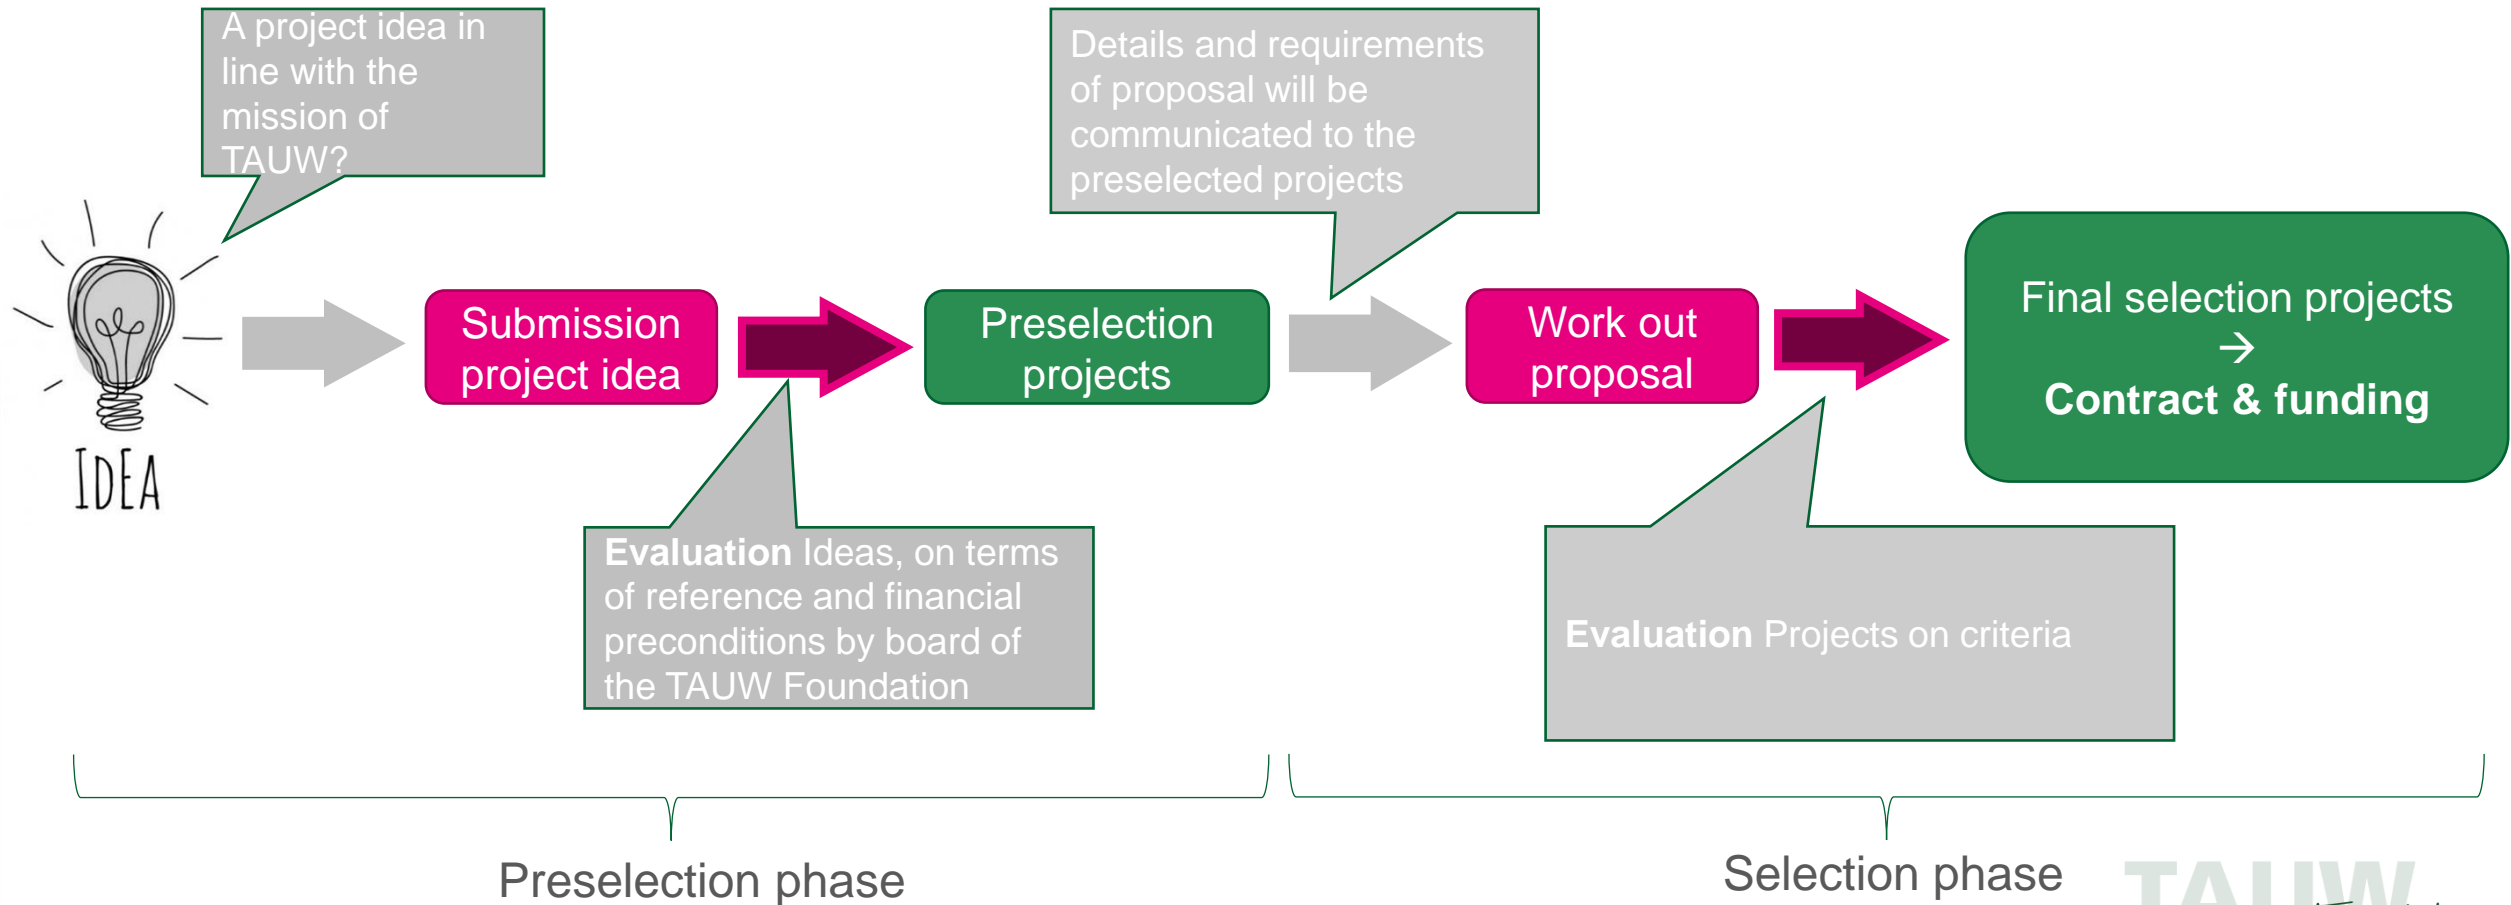 A project idea in
line with the
mission of
TAUW?
Details and requirements
of proposal will be
communicated to the
preselected projects
IDEA
Submission
project idea
Preselection
projects
Work out
proposal
Final selection projects
→
Contract & funding
Evaluation Ideas, on terms
of reference and financial
preconditions by board of
the TAUW Foundation
Evaluation Projects on criteria
Preselection phase
Selection phase
TAUW